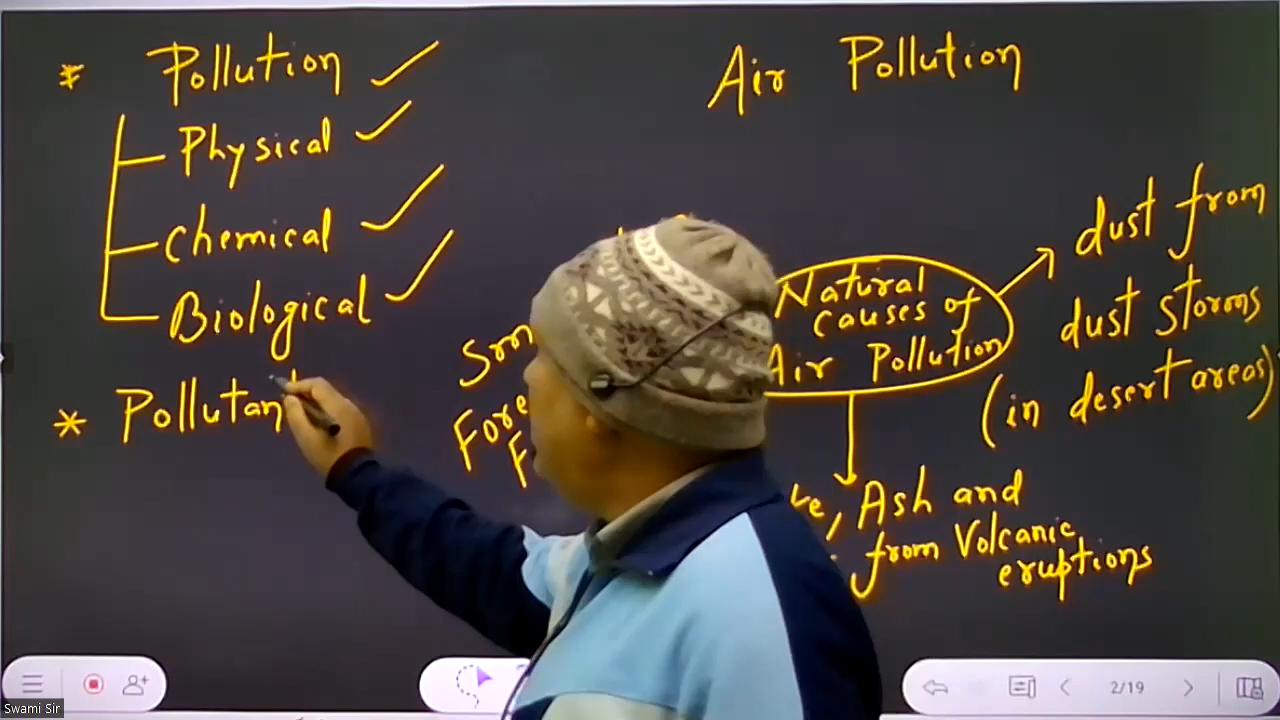 * Pollution
Physical
Chemical
Biological
* Pollutan
Air Pollution
Natural
causes of
Air Pollution
dust from
dust storms
(in desert areas)
Ash and
from Volcanic
eruptions
2/19
Swami Sir